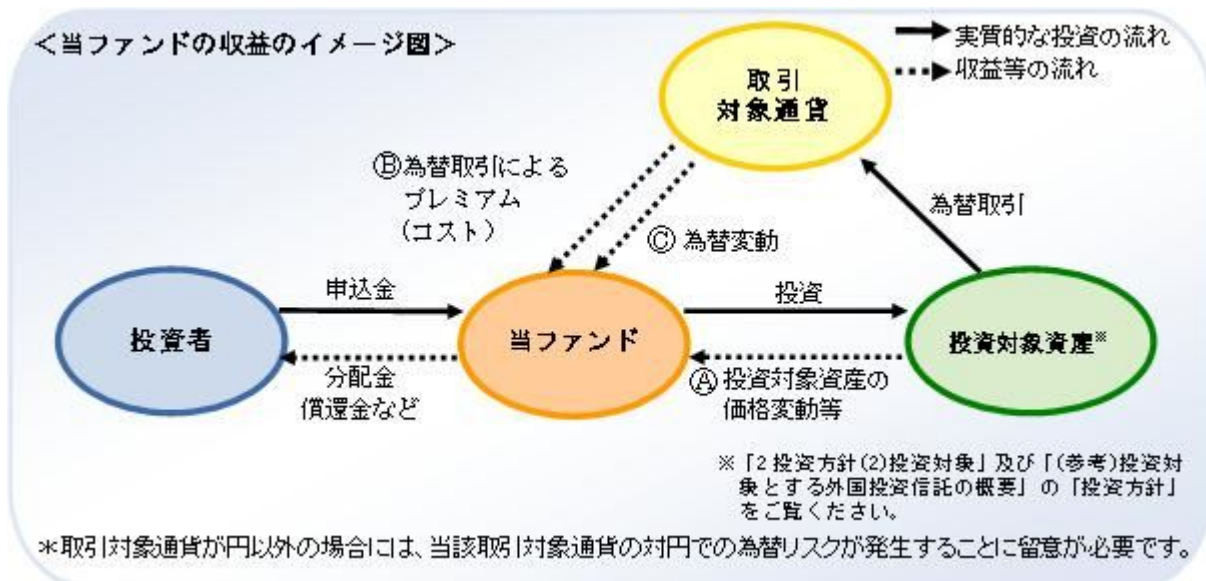 ＜当ファンドの収益のイメージ図＞
実質的な投資の流れ
収益等の流れ
取引
対象通貨
Ⓑ為替取引による
プレミアム
（コスト）
Ⓒ 為替変動
為替取引
投資者
申込金
分配金
償還金など
当ファンド
投資
Ⓐ 投資対象資産の
価格変動等
投資対象資産※
※「2 投資方針(2)投資対象」及び「(参考)投資対
象とする外国投資信託の概要」の「投資方針」
をご覧ください。
＊取引対象通貨が円以外の場合には、当該取引対象通貨の対円での為替リスクが発生することに留意が必要です。